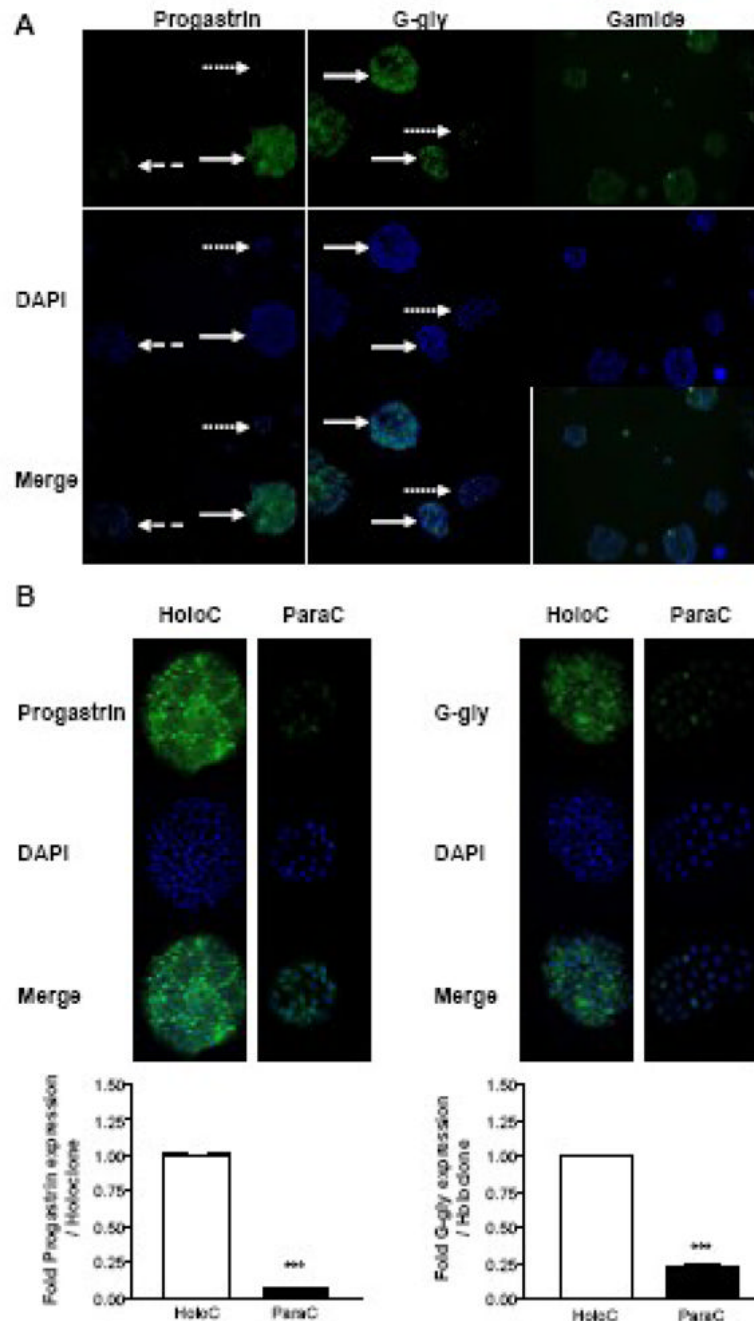 A
Progastrin G-gly Gamide
DAPI
Merge
B
HoloC ParaC HoloC ParaC
Progastrin G-gly
DAPI DAPI
Merge Merge
Fold Progastrin expression
/ Holoclone
1.50
1.25
1.00
0.75
0.50
0.25
0.00
***
HoloC ParaC
Fold G-gly expression
/ Holoclone
1.50
1.25
1.00
0.75
0.50
0.25
0.00
***
HoloC ParaC